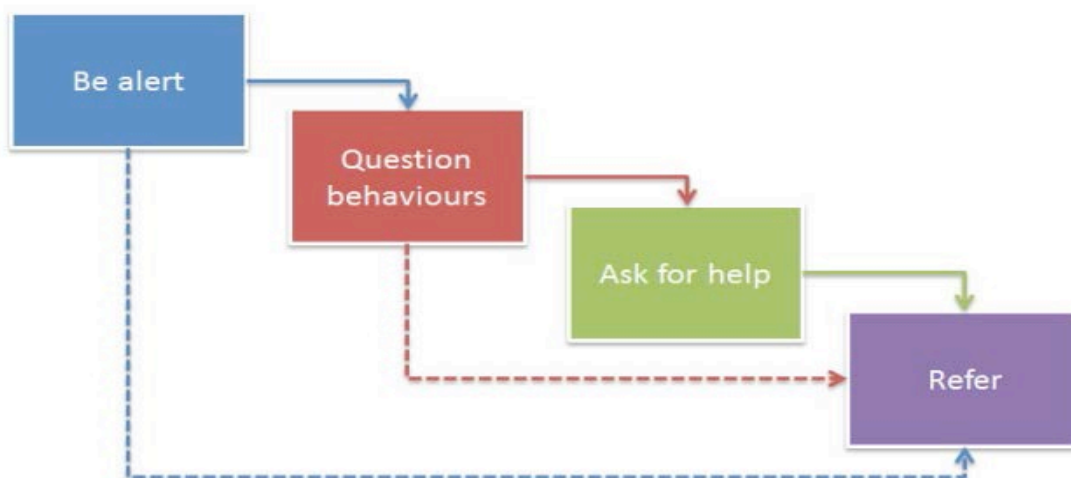 Be alert
Question
behaviours
Ask for help
Refer